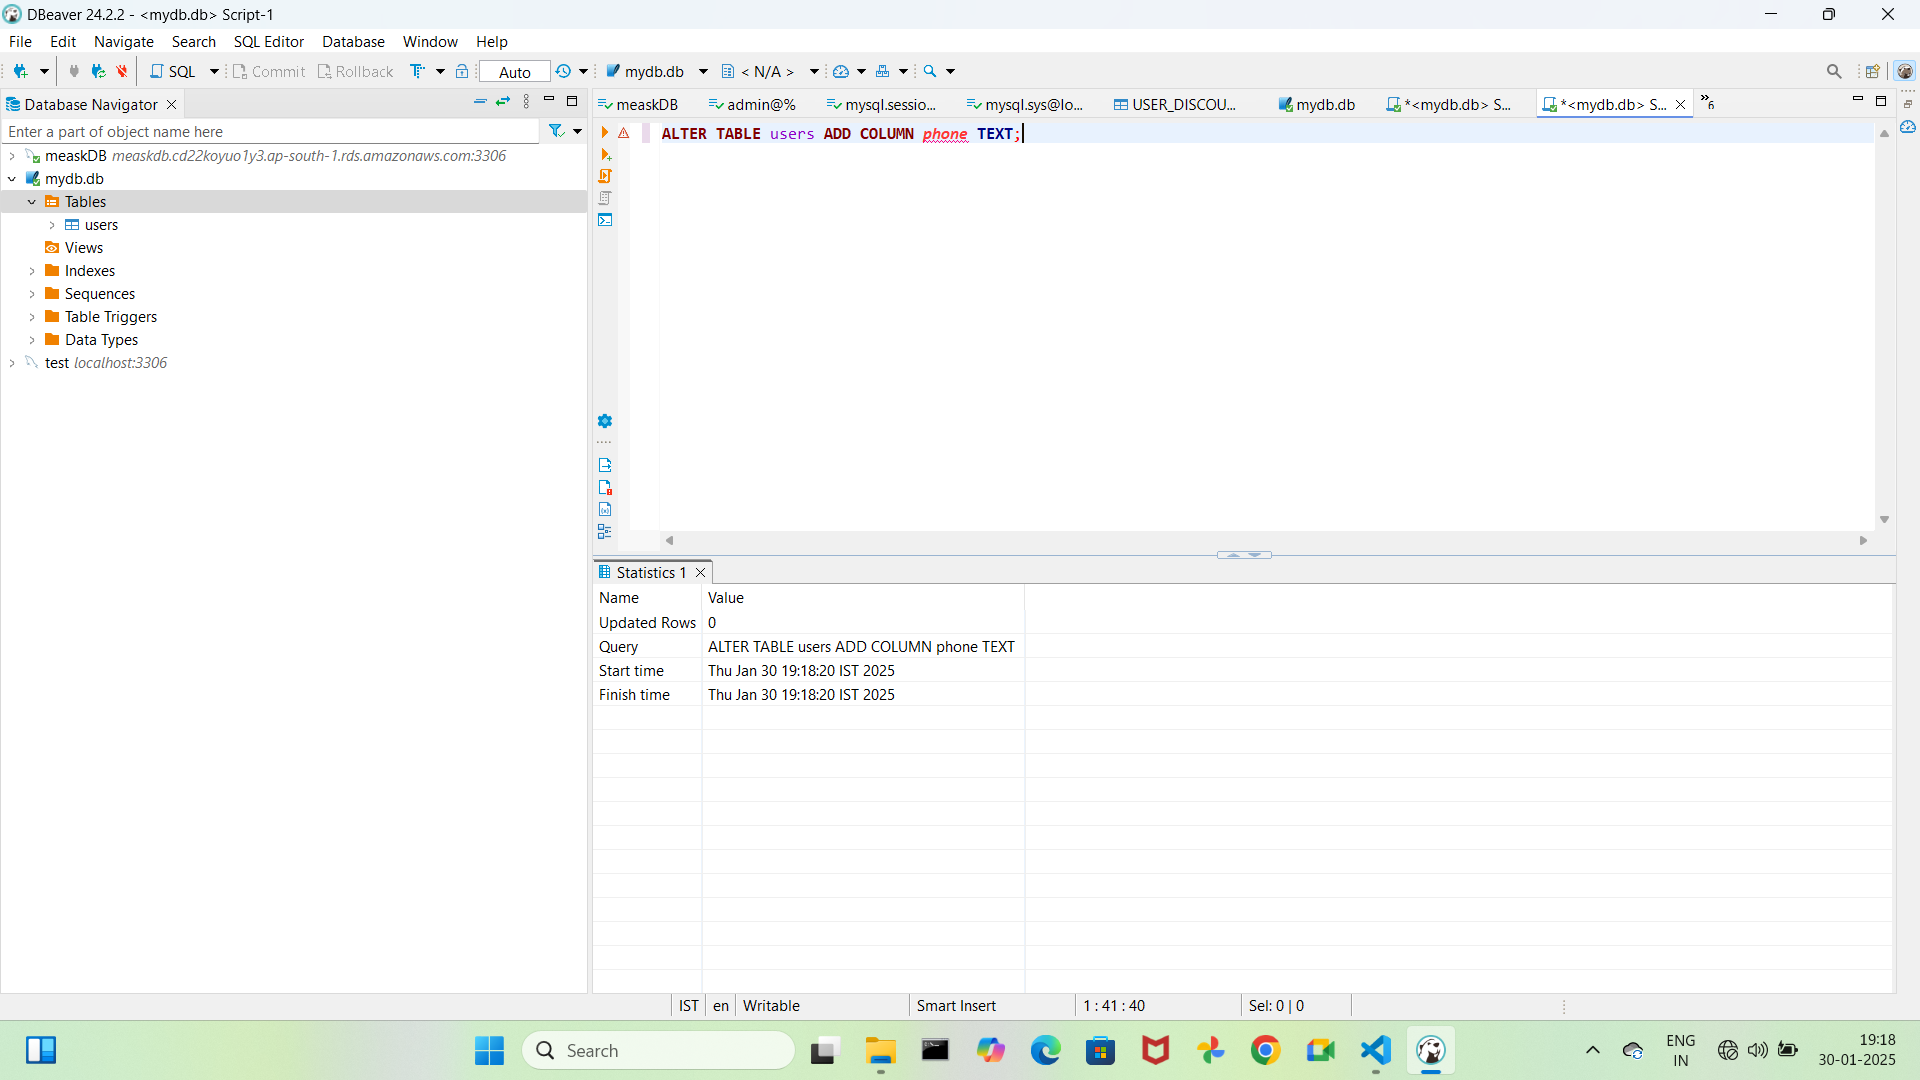 DBeaver 24.2.2 - <mydb.db> Script-1
File Edit Navigate Search SQL Editor Database Window Help
SQL Commit Rollback Auto mydb.db < N/A >
Database Navigator
Enter a part of object name here
measkDB measkdb.cd22koyuo1y3.ap-south-1.rds.amazonaws.com:3306
mydb.db
Tables
users
Views
Indexes
Sequences
Table Triggers
Data Types
test localhost:3306
measkDB admin@% mysql.sessio... mysql.sys@lo... USER_DISCOU... mydb.db *<mydb.db> S... *<mydb.db> S... »6
ALTER TABLE users ADD COLUMN phone TEXT;
Statistics 1
Name Value
Updated Rows 0
Query ALTER TABLE users ADD COLUMN phone TEXT
Start time Thu Jan 30 19:18:20 IST 2025
Finish time Thu Jan 30 19:18:20 IST 2025
IST en Writable Smart Insert 1 : 41 : 40 Sel: 0 | 0
Search
ENG
IN
19:18
30-01-2025